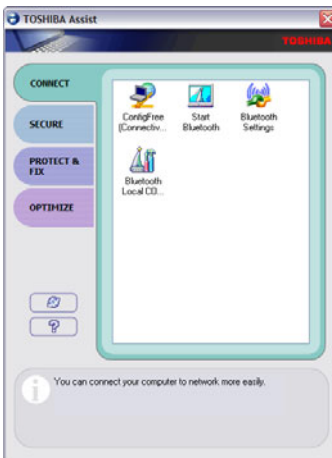 TOSHIBA Assist
TOSHIBA
CONNECT
SECURE
PROTECT &
FIX
OPTIMIZE
ConfigFree
(Connectiv...
Start
Bluetooth
Bluetooth
Settings
Bluetooth
Local CO...
?
i
You can connect your computer to network more easily.